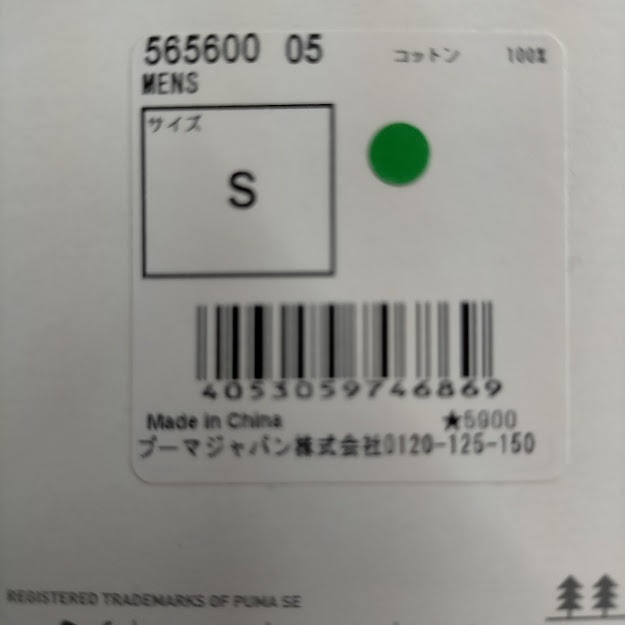 565600 05 コットン 100%
MENS
サイズ
S
4053059746869
Made in China ★5900
プーマジャパン株式会社0120-125-150
REGISTERED TRADEMARKS OF PUMA SE